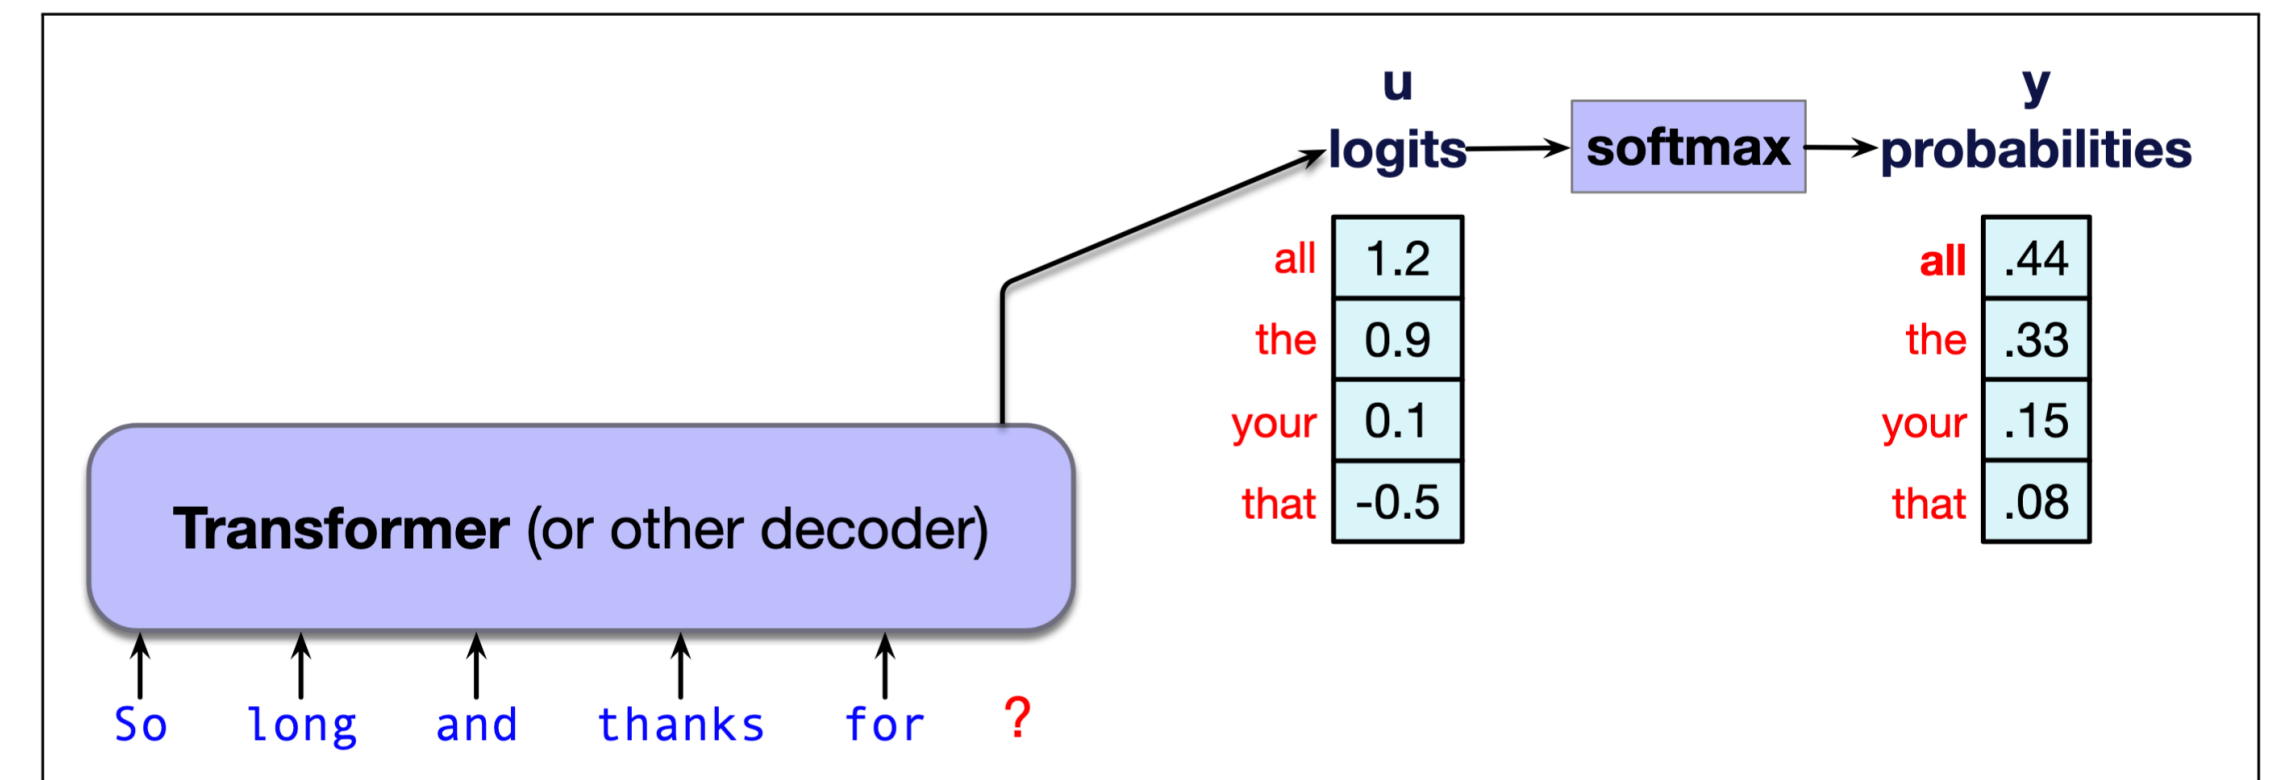 u
logits
softmax
y
probabilities
all 1.2
the 0.9
your 0.1
that -0.5
all .44
the .33
your .15
that .08
Transformer (or other decoder)
So long and thanks for ?